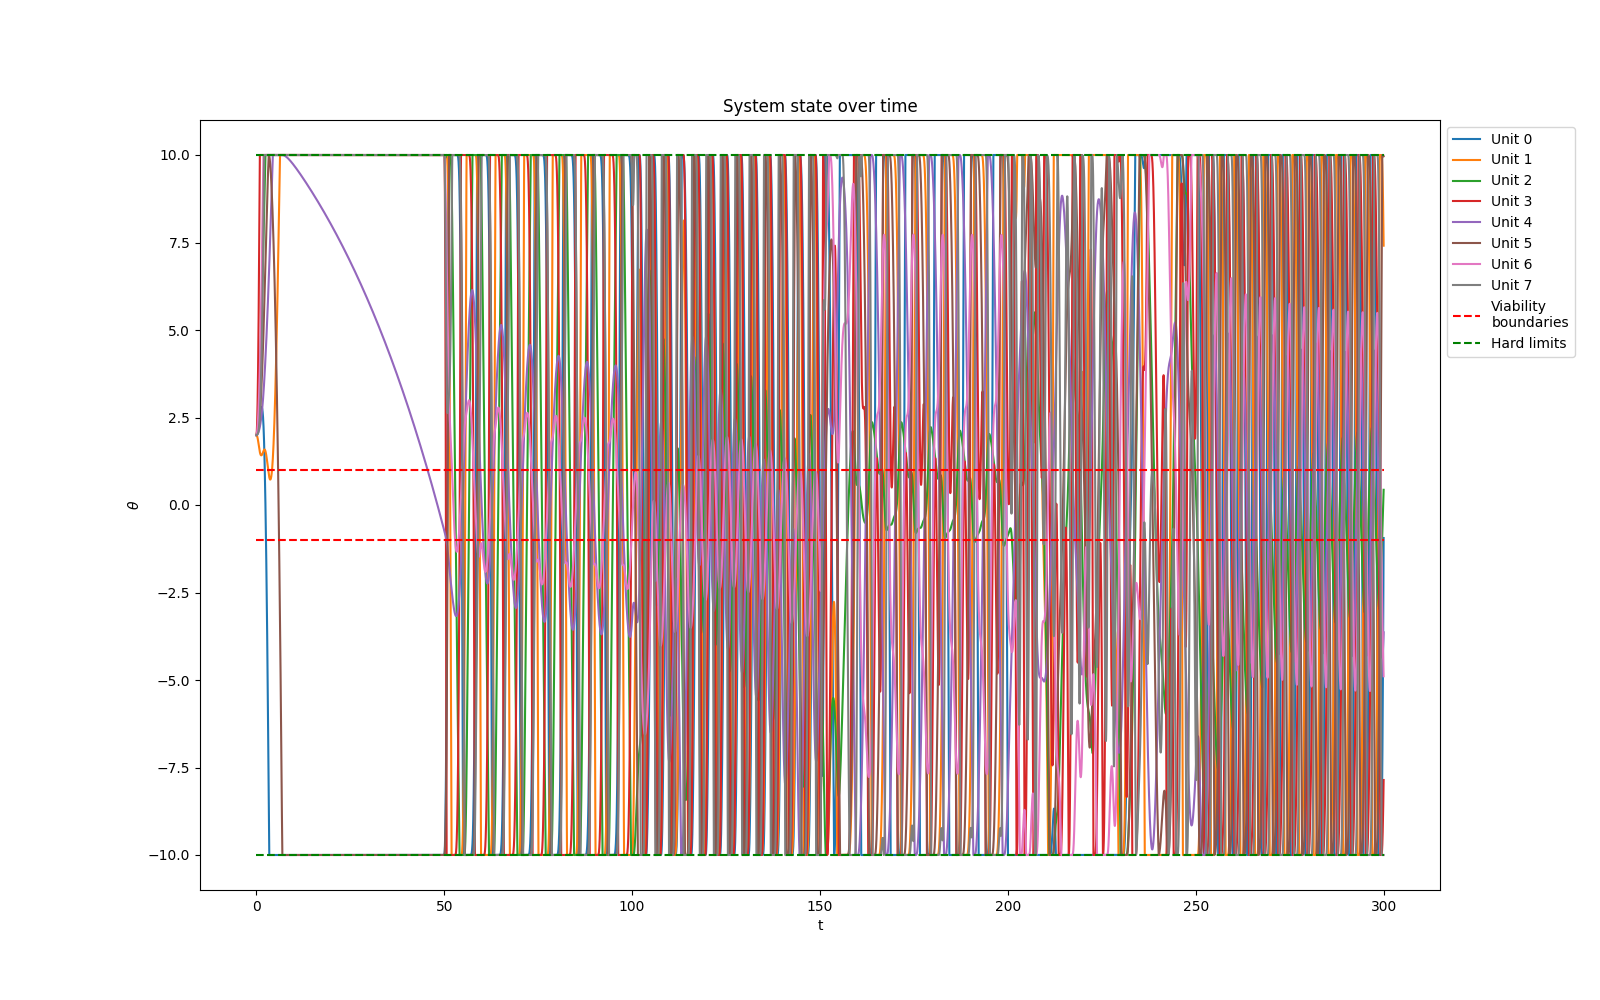 System state over time
10.0
7.5
5.0
2.5
0.0
−2.5
−5.0
−7.5
−10.0
θ
0
50
100
150
200
250
300
t
Unit 0
Unit 1
Unit 2
Unit 3
Unit 4
Unit 5
Unit 6
Unit 7
Viability
boundaries
Hard limits